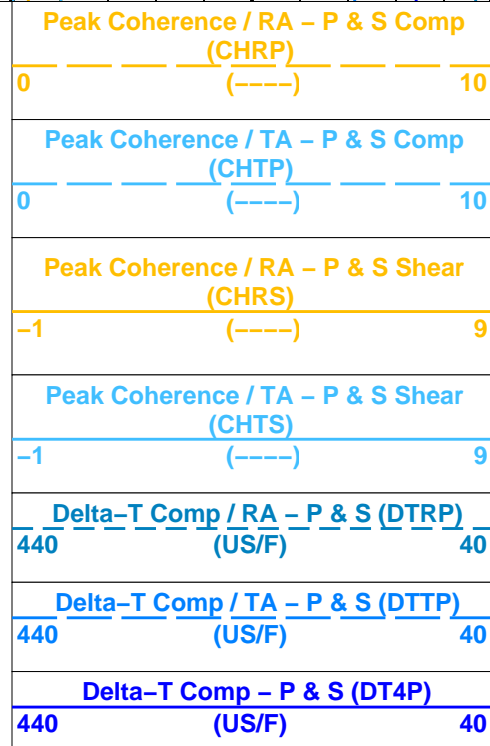 Peak Coherence / RA – P & S Comp
(CHRP)
0 (––––) 10
Peak Coherence / TA – P & S Comp
(CHTP)
0 (––––) 10
Peak Coherence / RA – P & S Shear
(CHRS)
–1 (––––) 9
Peak Coherence / TA – P & S Shear
(CHTS)
–1 (––––) 9
Delta–T Comp / RA – P & S (DTRP)
440 (US/F) 40
Delta–T Comp / TA – P & S (DTTP)
440 (US/F) 40
Delta–T Comp – P & S (DT4P)
440 (US/F) 40